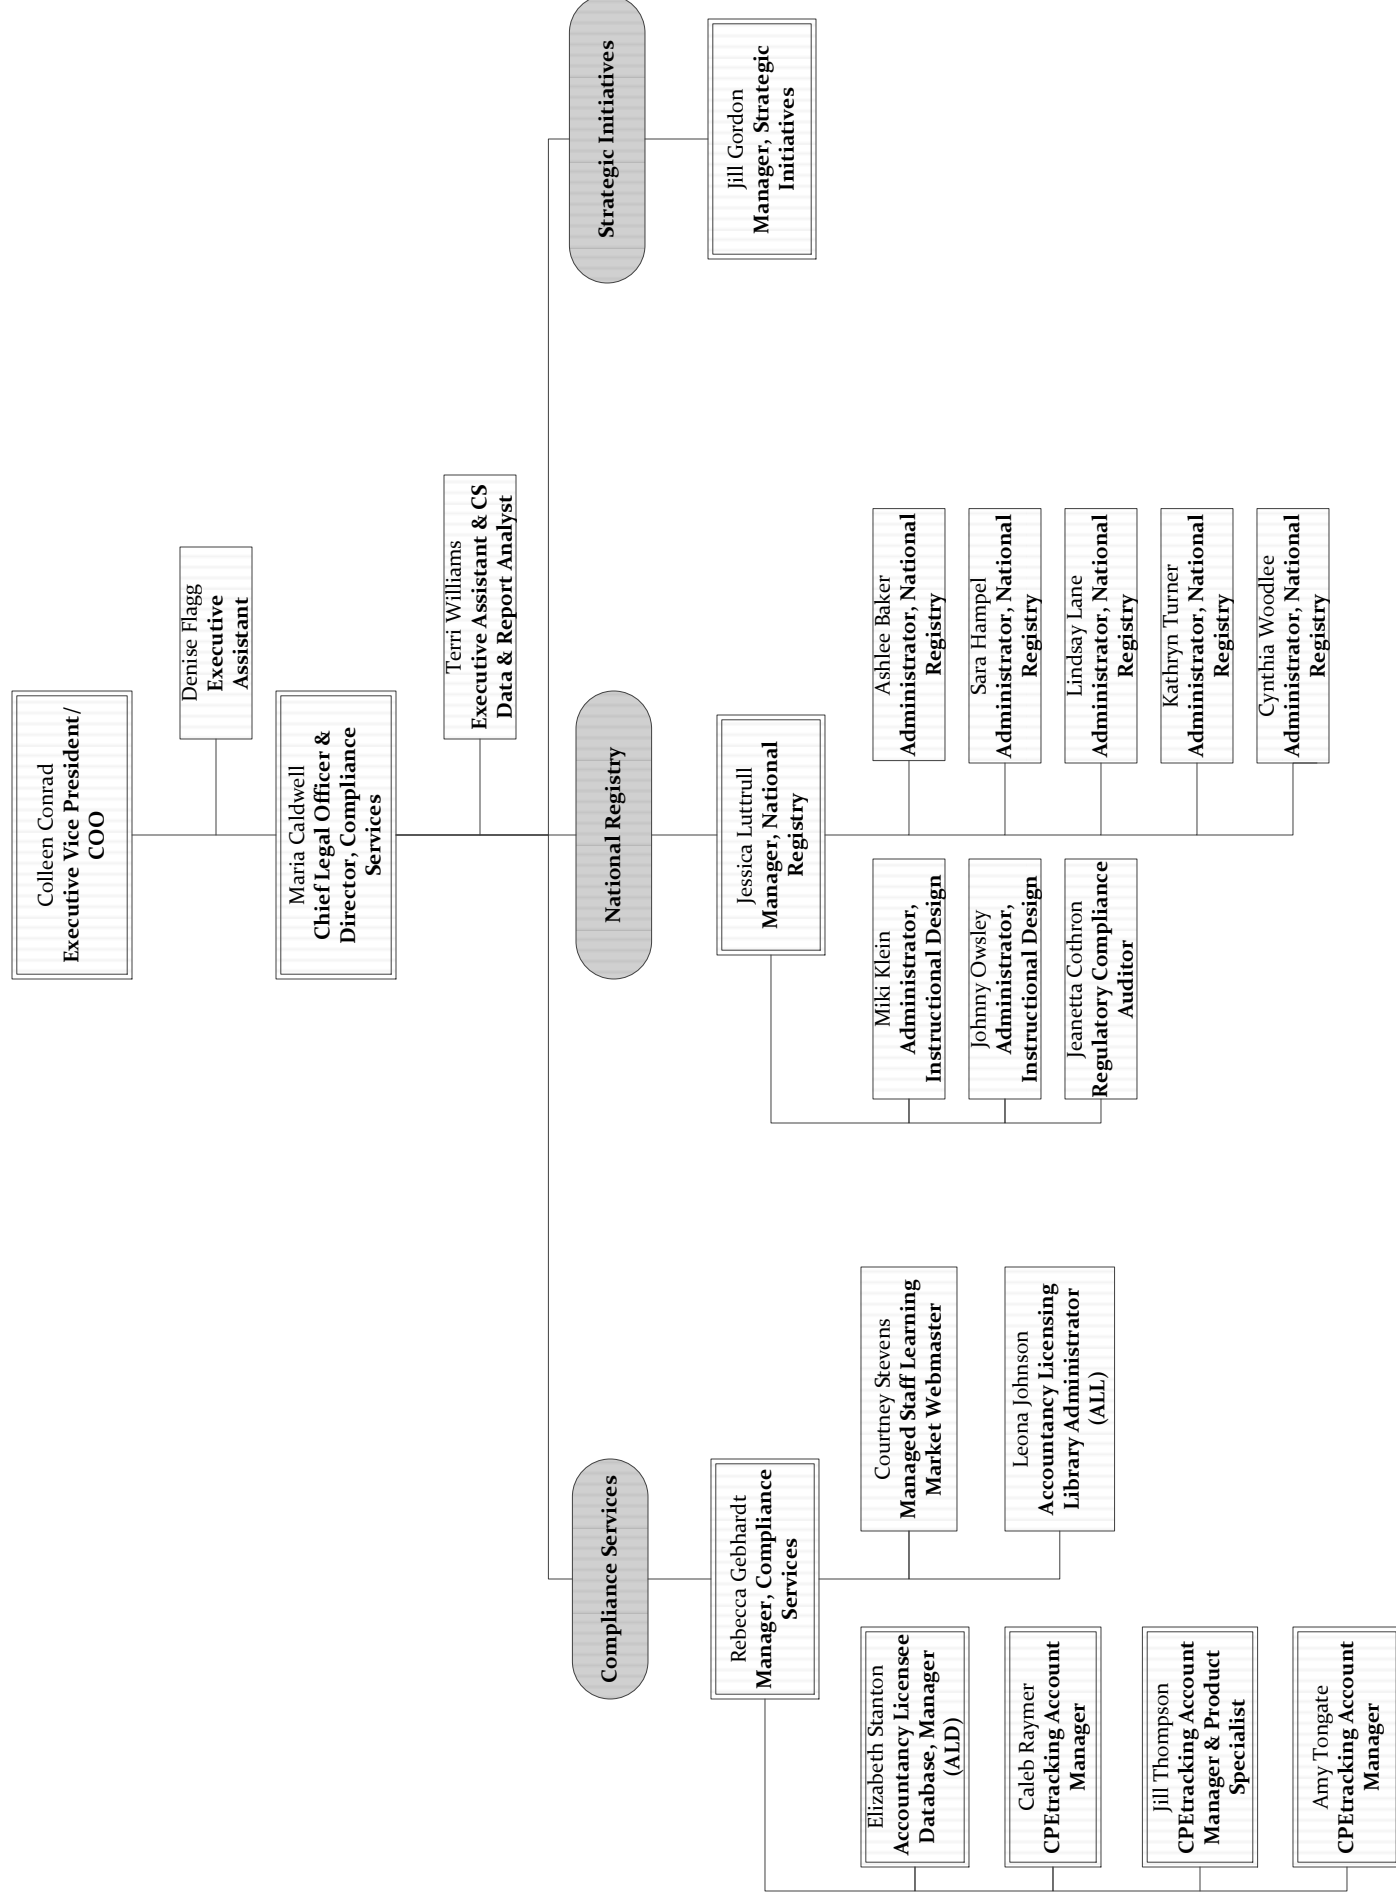 Colleen Conrad
Executive Vice President/
COO
Denise Flagg
Executive
Assistant
Maria Caldwell
Chief Legal Officer &
Director, Compliance
Services
Terri Williams
Executive Assistant & CS
Data & Report Analyst
Compliance Services
National Registry
Strategic Initiatives
Rebecca Gebhardt
Manager, Compliance
Services
Jessica Luttrull
Manager, National
Registry
Jill Gordon
Manager, Strategic
Initiatives
Elizabeth Stanton
Accountancy Licensee
Database, Manager
(ALD)
Caleb Raymer
CPEtracking Account
Manager
Jill Thompson
CPEtracking Account
Manager & Product
Specialist
Amy Tongate
CPEtracking Account
Manager
Courtney Stevens
Managed Staff Learning
Market Webmaster
Leona Johnson
Accountancy Licensing
Library Administrator
(ALL)
Miki Klein
Administrator,
Instructional Design
Johnny Owsley
Administrator,
Instructional Design
Jeanetta Cothron
Regulatory Compliance
Auditor
Ashlee Baker
Administrator, National
Registry
Sara Hampel
Administrator, National
Registry
Lindsay Lane
Administrator, National
Registry
Kathryn Turner
Administrator, National
Registry
Cynthia Woodlee
Administrator, National
Registry